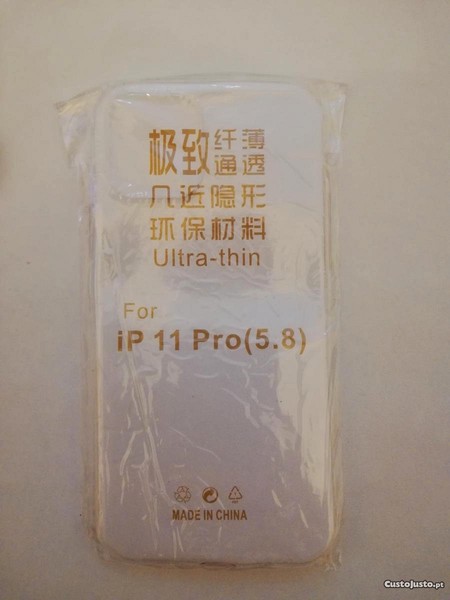 极致纤薄
通透
几近隐形
环保材料
Ultra-thin
For
iP 11 Pro(5.8)
MADE IN CHINA
CustoJusto.pt